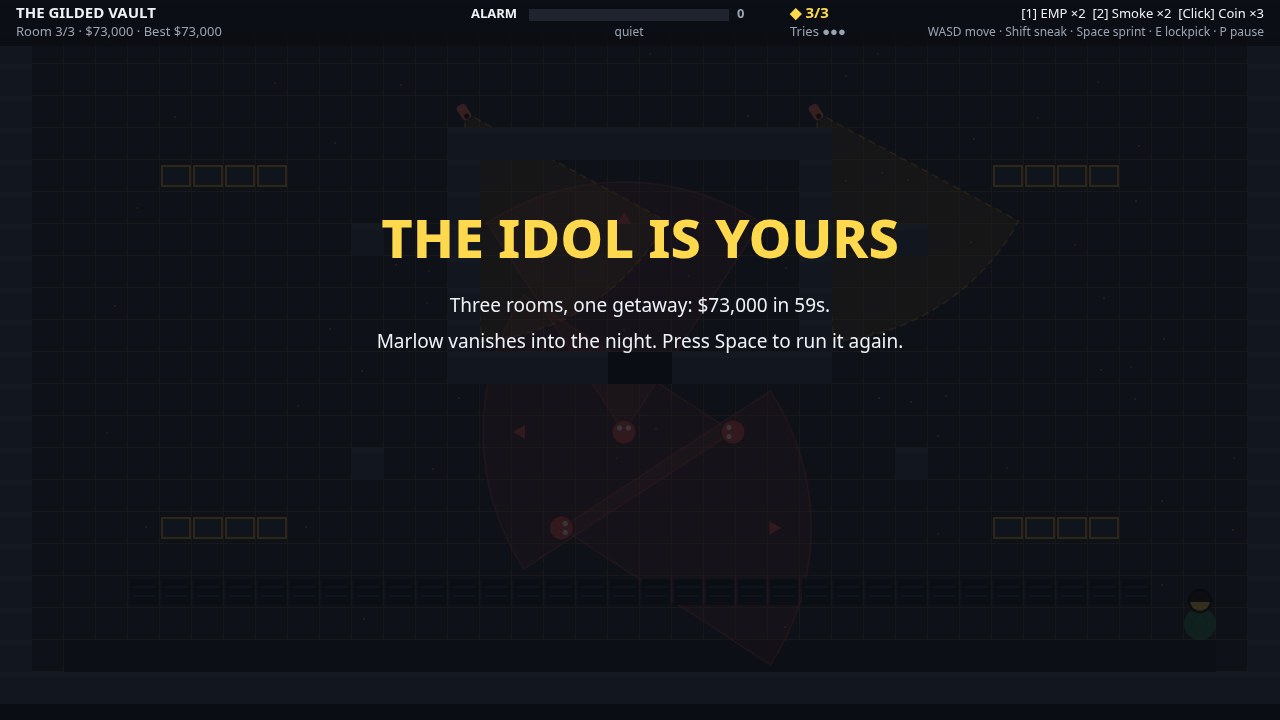 THE GILDED VAULT
Room 3/3 · $73,000 · Best $73,000
ALARM 0
quiet
◆ 3/3
Tries ●●●
[1] EMP ×2 [2] Smoke ×2 [Click] Coin ×3
WASD move · Shift sneak · Space sprint · E lockpick · P pause
THE IDOL IS YOURS
Three rooms, one getaway: $73,000 in 59s.
Marlow vanishes into the night. Press Space to run it again.